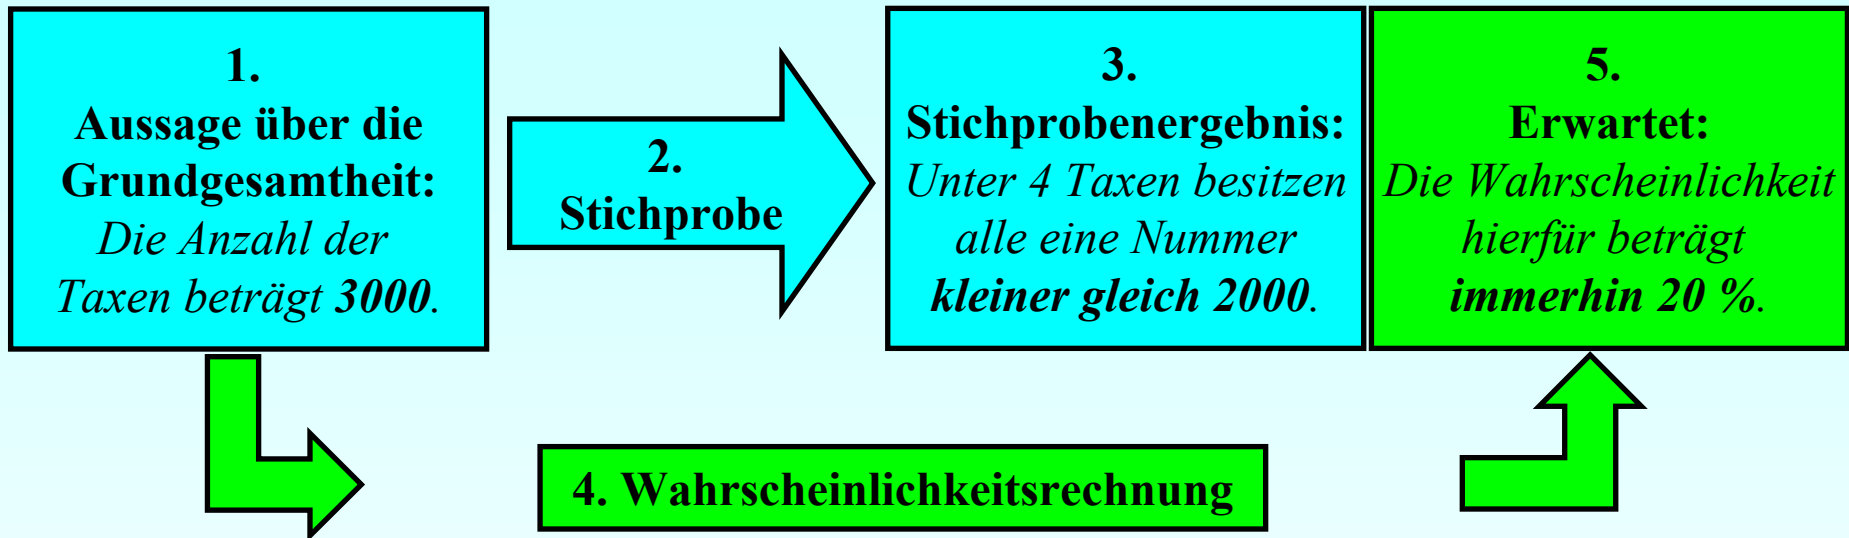 1.
Aussage über die
Grundgesamtheit:
Die Anzahl der
Taxen beträgt 3000.
2.
Stichprobe
3.
Stichprobenergebnis:
Unter 4 Taxen besitzen
alle eine Nummer
kleiner gleich 2000.
5.
Erwartet:
Die Wahrscheinlichkeit
hierfür beträgt
immerhin 20 %.
4. Wahrscheinlichkeitsrechnung